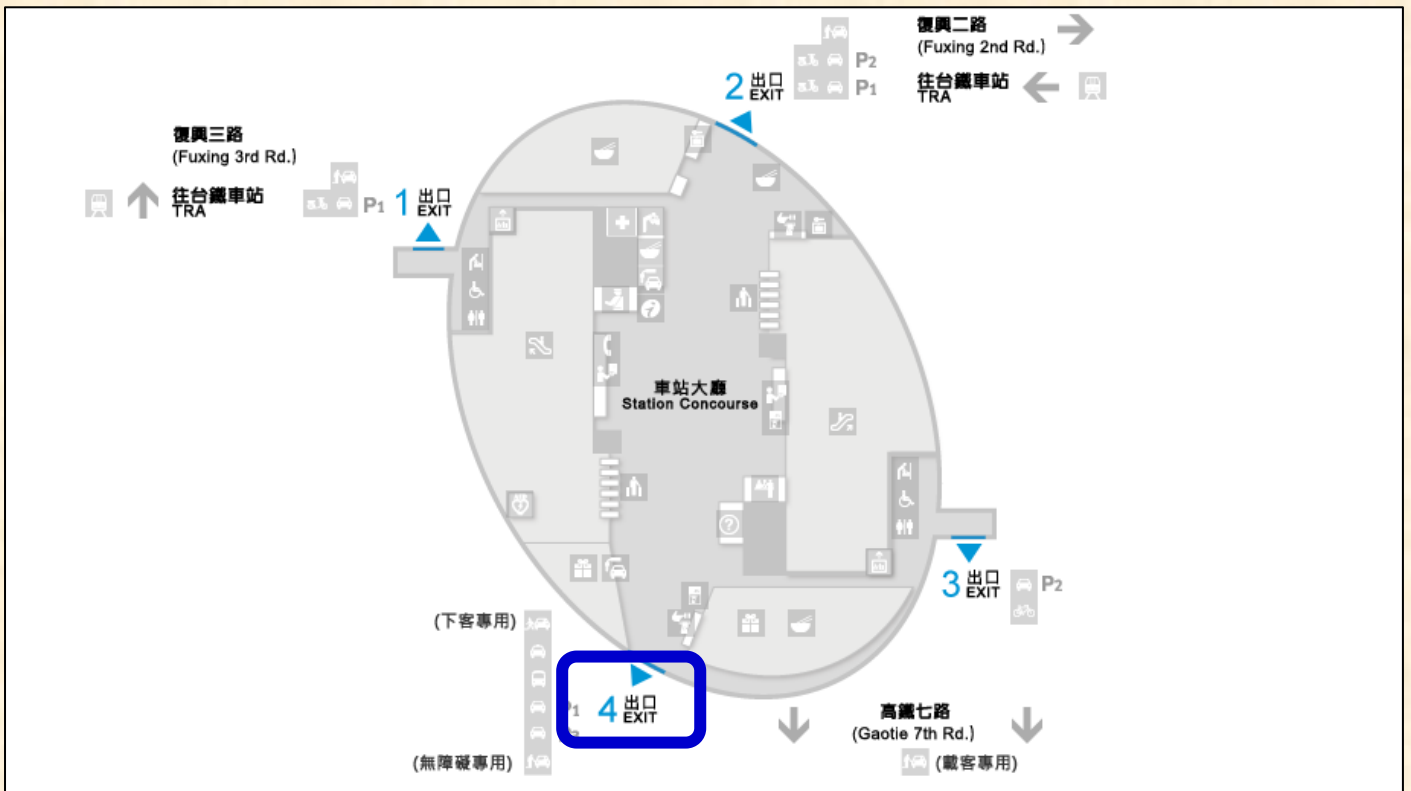 復興二路
(Fuxing 2nd Rd.)
P2
2 出口
EXIT
P1
往台鐵車站
TRA
復興三路
(Fuxing 3rd Rd.)
往台鐵車站
TRA
P1
1 出口
EXIT
車站大廳
Station Concourse
AED
?
3 出口
EXIT
P2
(下客專用)
4 出口
EXIT
高鐵七路
(Gaotie 7th Rd.)
(無障礙專用)
(載客專用)